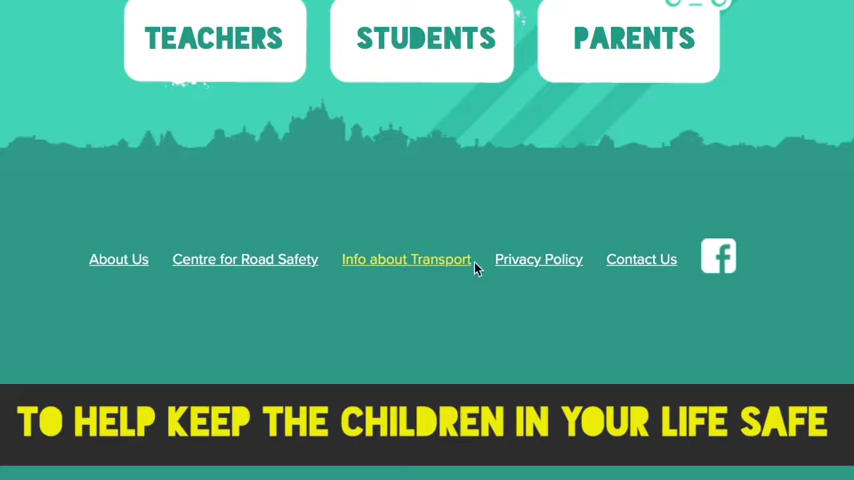 TEACHERS STUDENTS PARENTS
About Us Centre for Road Safety Info about Transport Privacy Policy Contact Us f
TO HELP KEEP THE CHILDREN IN YOUR LIFE SAFE